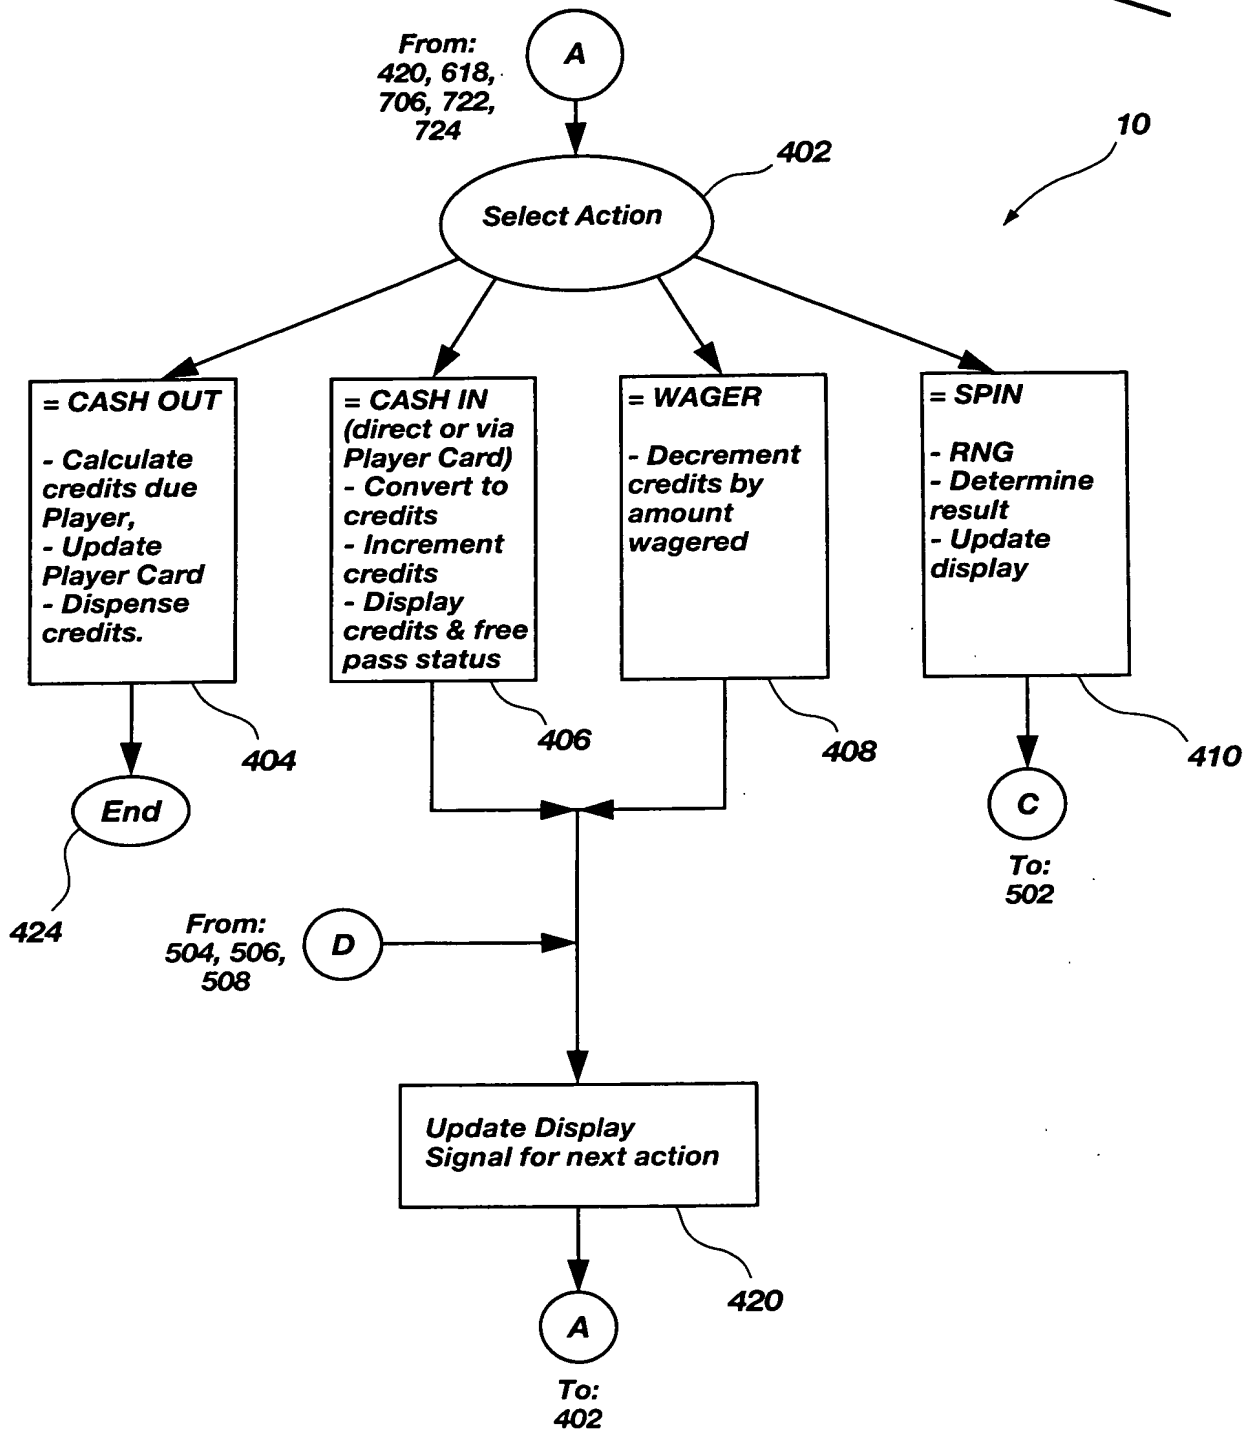 From:
420, 618,
706, 722,
724
A
10
402
Select Action
= CASH OUT
- Calculate
credits due
Player,
- Update
Player Card
- Dispense
credits.
= CASH IN
(direct or via
Player Card)
- Convert to
credits
- Increment
credits
- Display
credits & free
pass status
= WAGER
- Decrement
credits by
amount
wagered
= SPIN
- RNG
- Determine
result
- Update
display
404
406
408
410
End
424
C
To:
502
From:
504, 506,
508
D
Update Display
Signal for next action
420
A
To:
402